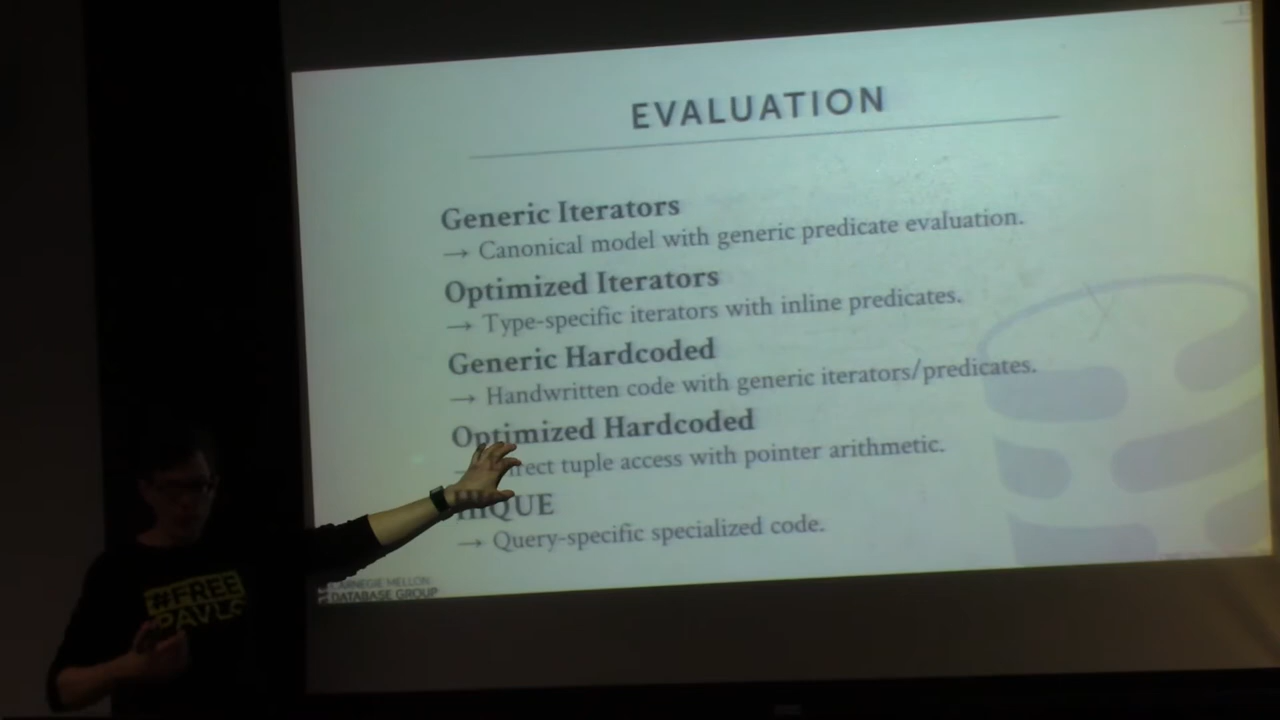 EVALUATION
Generic Iterators
→ Canonical model with generic predicate evaluation.
Optimized Iterators
→ Type-specific iterators with inline predicates.
Generic Hardcoded
→ Handwritten code with generic iterators/predicates.
Optimized Hardcoded
tuple access with pointer arithmetic.
HIQUE
→ Query-specific specialized code.
CARNEGIE MELLON
DATABASE GROUP
#FREE
PAVLO